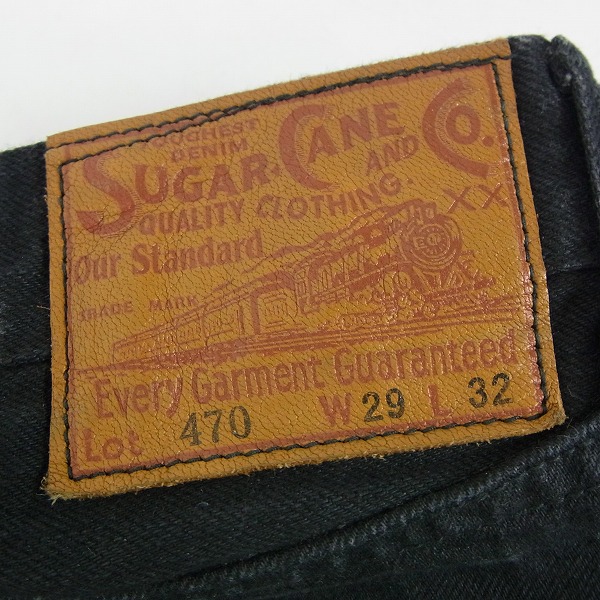 TOUGHEST
DENIM
SUGAR CANE AND CO.
QUALITY CLOTHING. XX
Our Standard
TRADE MARK
Every Garment Guaranteed
Lot 470 W 29 L 32